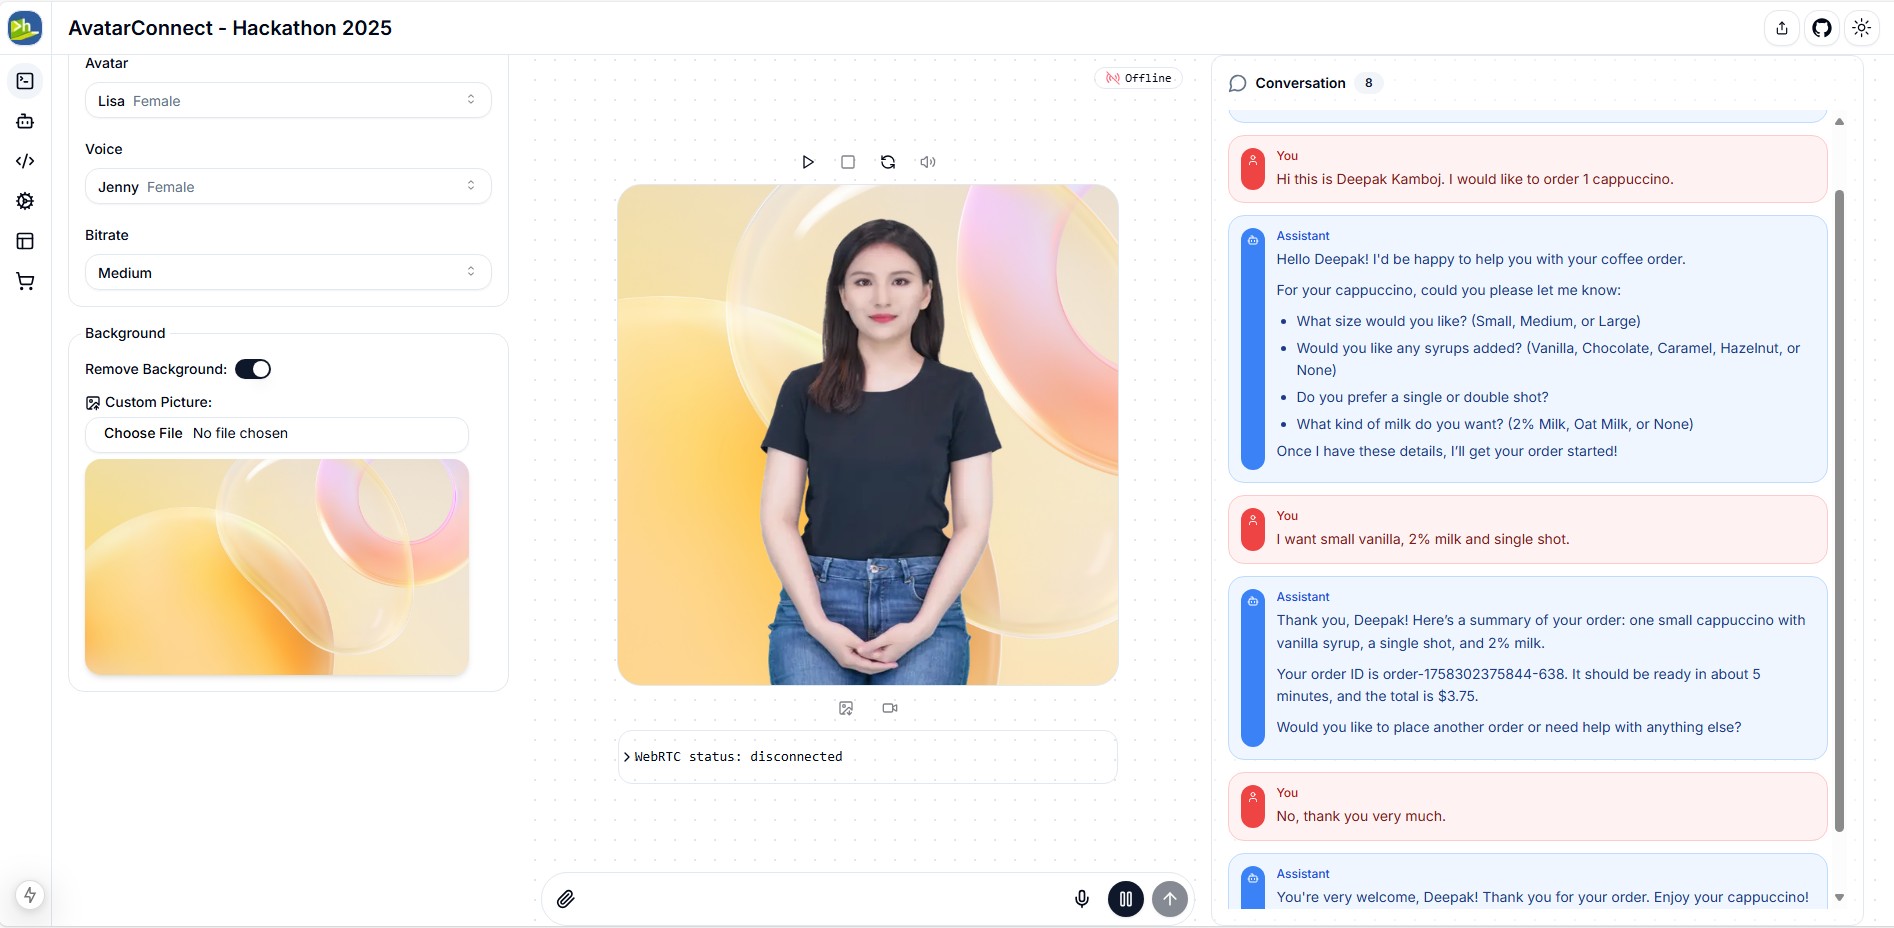 AvatarConnect - Hackathon 2025
Avatar
Lisa Female
Voice
Jenny Female
Bitrate
Medium
Background
Remove Background:
Custom Picture:
Choose File No file chosen
Offline
WebRTC status: disconnected
Conversation 8
You
Hi this is Deepak Kamboj. I would like to order 1 cappuccino.
Assistant
Hello Deepak! I'd be happy to help you with your coffee order.
For your cappuccino, could you please let me know:
• What size would you like? (Small, Medium, or Large)
• Would you like any syrups added? (Vanilla, Chocolate, Caramel, Hazelnut, or
None)
• Do you prefer a single or double shot?
• What kind of milk do you want? (2% Milk, Oat Milk, or None)
Once I have these details, I’ll get your order started!
You
I want small vanilla, 2% milk and single shot.
Assistant
Thank you, Deepak! Here’s a summary of your order: one small cappuccino with
vanilla syrup, a single shot, and 2% milk.
Your order ID is order-1758302375844-638. It should be ready in about 5
minutes, and the total is $3.75.
Would you like to place another order or need help with anything else?
You
No, thank you very much.
Assistant
You're very welcome, Deepak! Thank you for your order. Enjoy your cappuccino!